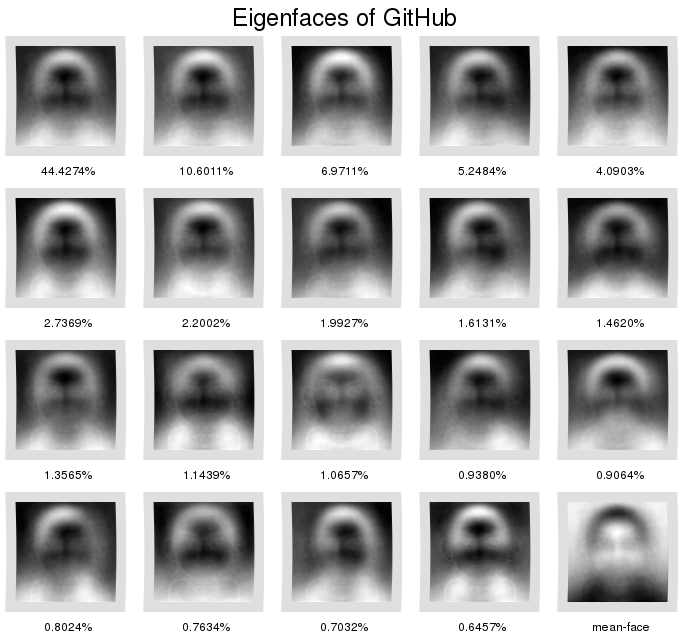 Eigenfaces of GitHub
44.4274% 10.6011% 6.9711% 5.2484% 4.0903%
2.7369% 2.2002% 1.9927% 1.6131% 1.4620%
1.3565% 1.1439% 1.0657% 0.9380% 0.9064%
0.8024% 0.7634% 0.7032% 0.6457% mean-face